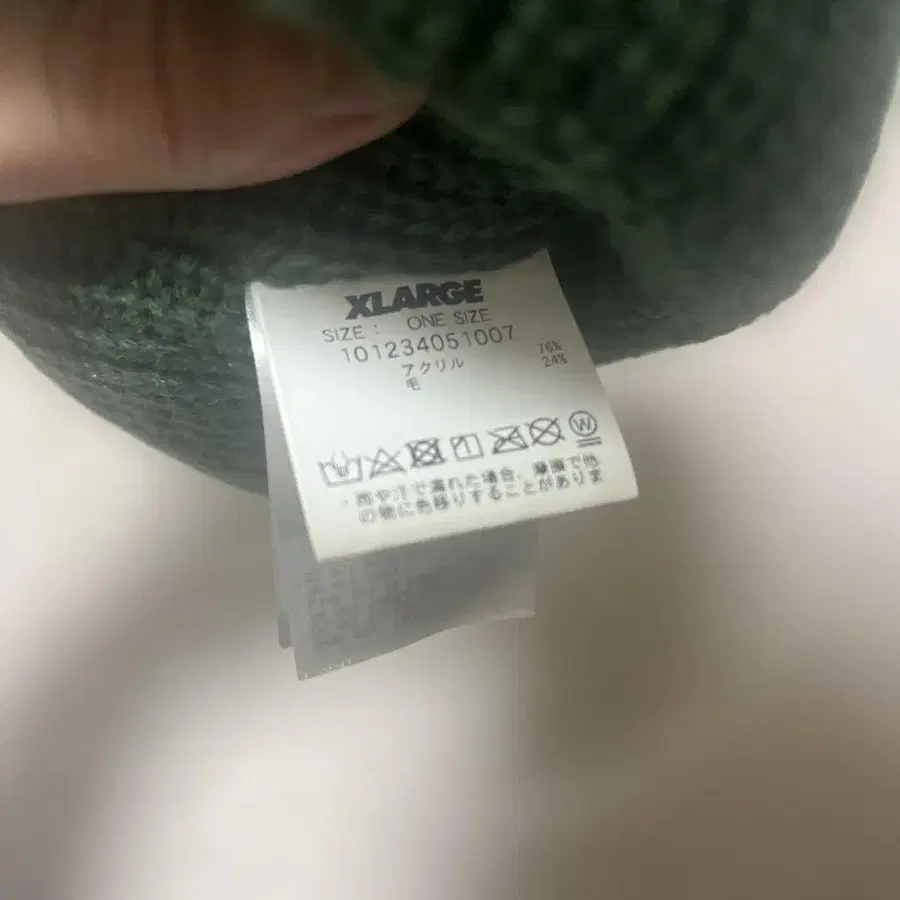 XLARGE
SIZE : ONE SIZE
101234051007
アクリル 76%
毛 24%
W
・雨や汗で濡れた場合、摩擦で他
の物に色移りすることがありま